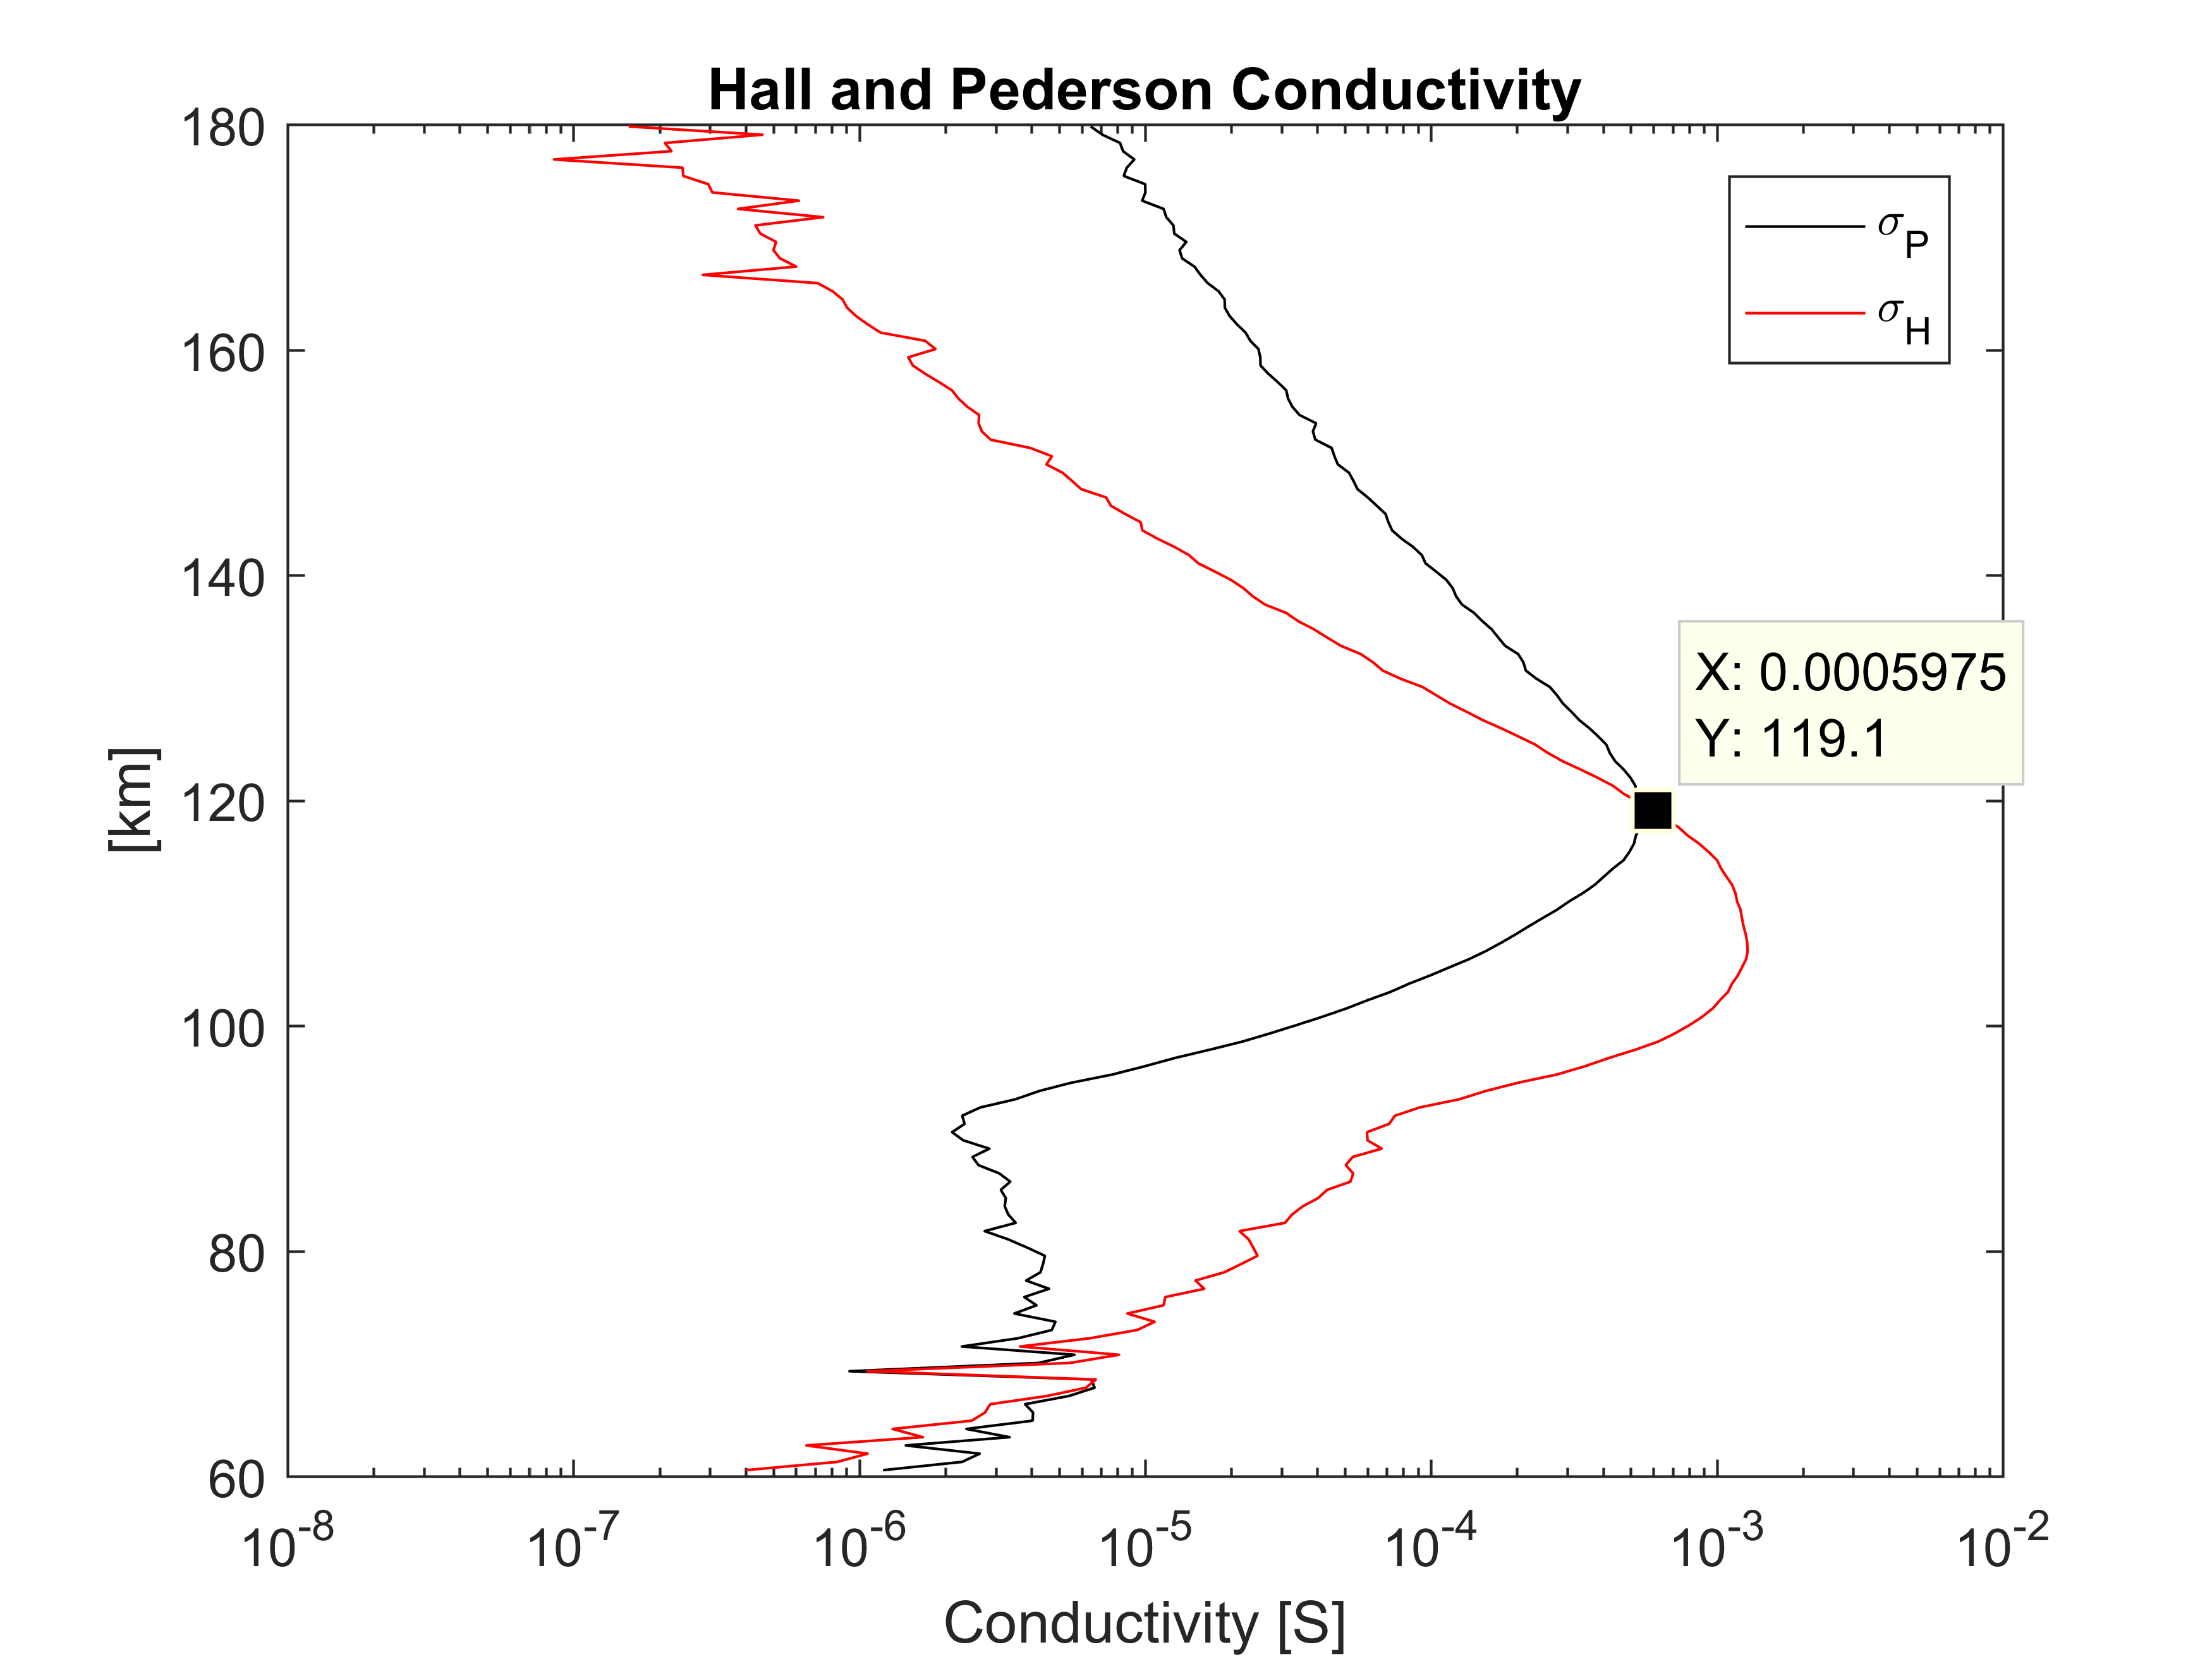 Hall and Pederson Conductivity
180
160
140
120
100
80
60
[km]
σP
σH
X: 0.0005975
Y: 119.1
10-8 10-7 10-6 10-5 10-4 10-3 10-2
Conductivity [S]